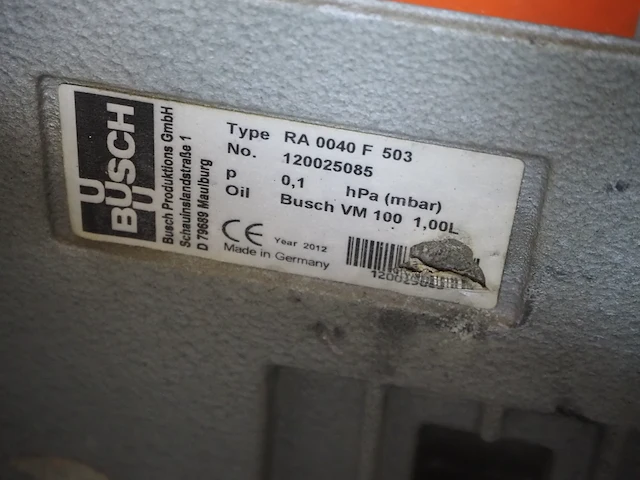 BUSCH
Busch Produktions GmbH
Schauinslandstraße 1
D 79689 Maulburg
Type RA 0040 F 503
No. 120025085
p 0,1 hPa (mbar)
Oil Busch VM 100 1,00L
CE Year 2012
Made in Germany